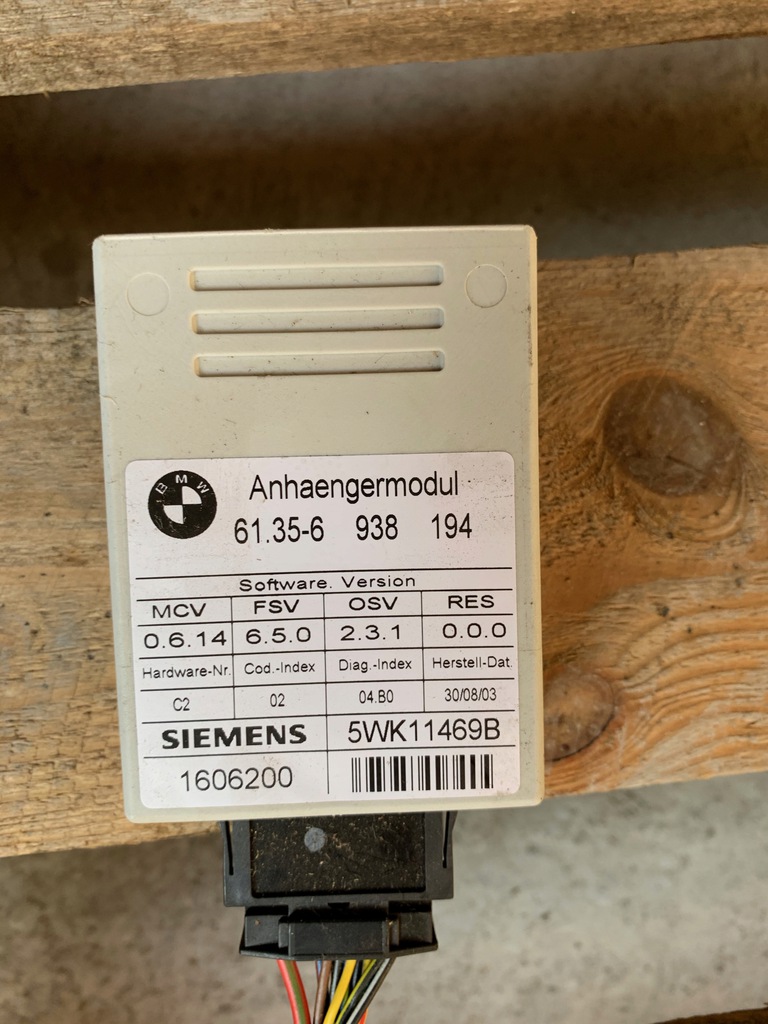 BMW
Anhaengermodul
61.35-6 938 194
Software. Version
MCV FSV OSV RES
0.6.14 6.5.0 2.3.1 0.0.0
Hardware-Nr. Cod.-Index Diag.-Index Herstell-Dat.
C2 02 04.B0 30/08/03
SIEMENS 5WK11469B
1606200